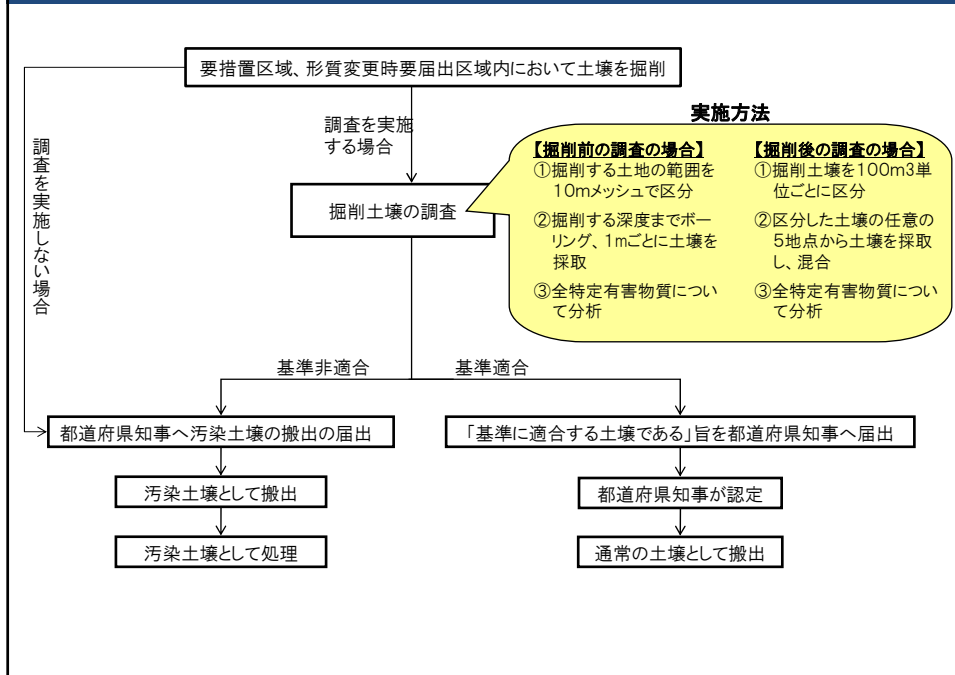 要措置区域、形質変更時要届出区域内において土壌を掘削
調査を実施しない場合
調査を実施
する場合
掘削土壌の調査
実施方法
【掘削前の調査の場合】
①掘削する土地の範囲を
10mメッシュで区分
②掘削する深度までボー
リング、1mごとに土壌を
採取
③全特定有害物質につい
て分析
【掘削後の調査の場合】
①掘削土壌を100m3単
位ごとに区分
②区分した土壌の任意の
5地点から土壌を採取
し、混合
③全特定有害物質につい
て分析
基準非適合
基準適合
都道府県知事へ汚染土壌の搬出の届出
汚染土壌として搬出
汚染土壌として処理
「基準に適合する土壌である」旨を都道府県知事へ届出
都道府県知事が認定
通常の土壌として搬出